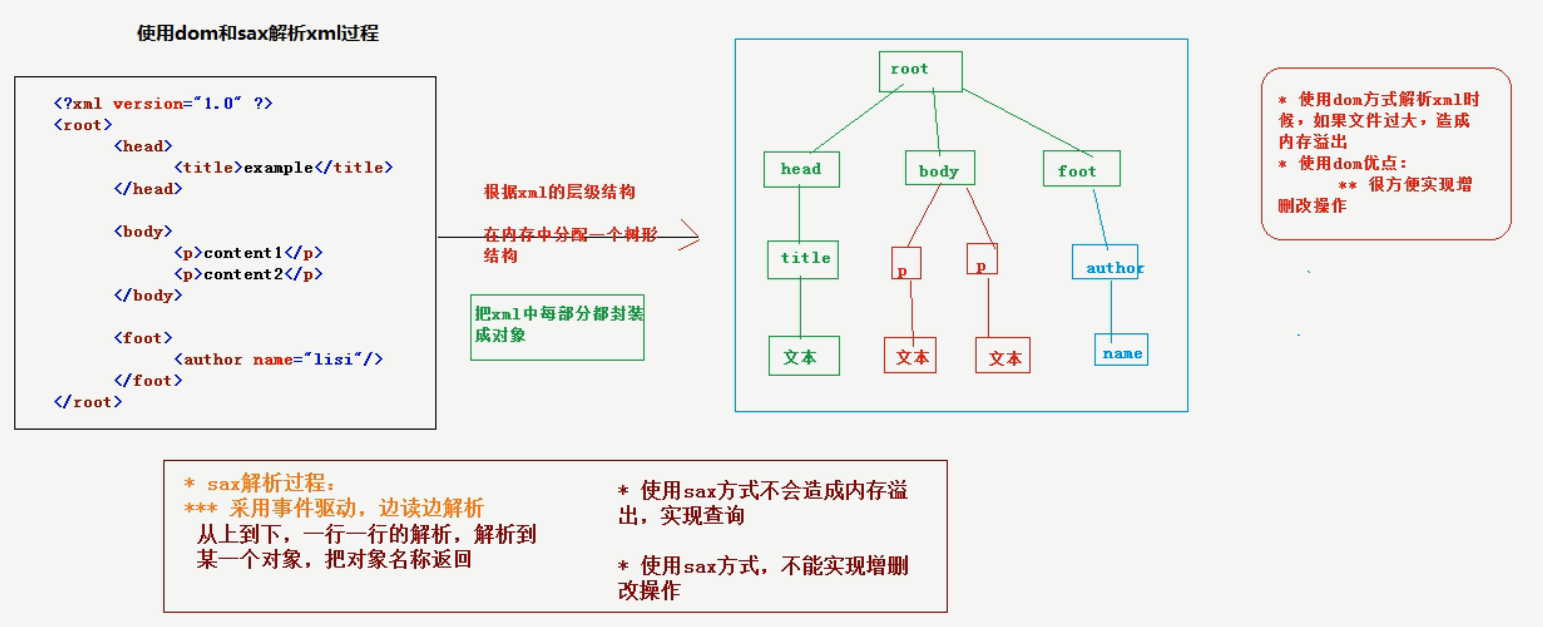 使用dom和sax解析xml过程
<?xml version="1.0" ?>
<root>
<head>
<title>example</title>
</head>
<body>
<p>content1</p>
<p>content2</p>
</body>
<foot>
<author name="lisi"/>
</foot>
</root>
根据xml的层级结构
在内存中分配一个树形
结构
把xml中每部分都封装
成对象
root
head
body
foot
title
p
p
author
文本
文本
文本
name
* 使用dom方式解析xml时
候，如果文件过大，造成
内存溢出
* 使用dom优点：
** 很方便实现增
删改操作
* sax解析过程：
*** 采用事件驱动，边读边解析
从上到下，一行一行的解析，解析到
某一个对象，把对象名称返回
* 使用sax方式不会造成内存溢
出，实现查询
* 使用sax方式，不能实现增删
改操作